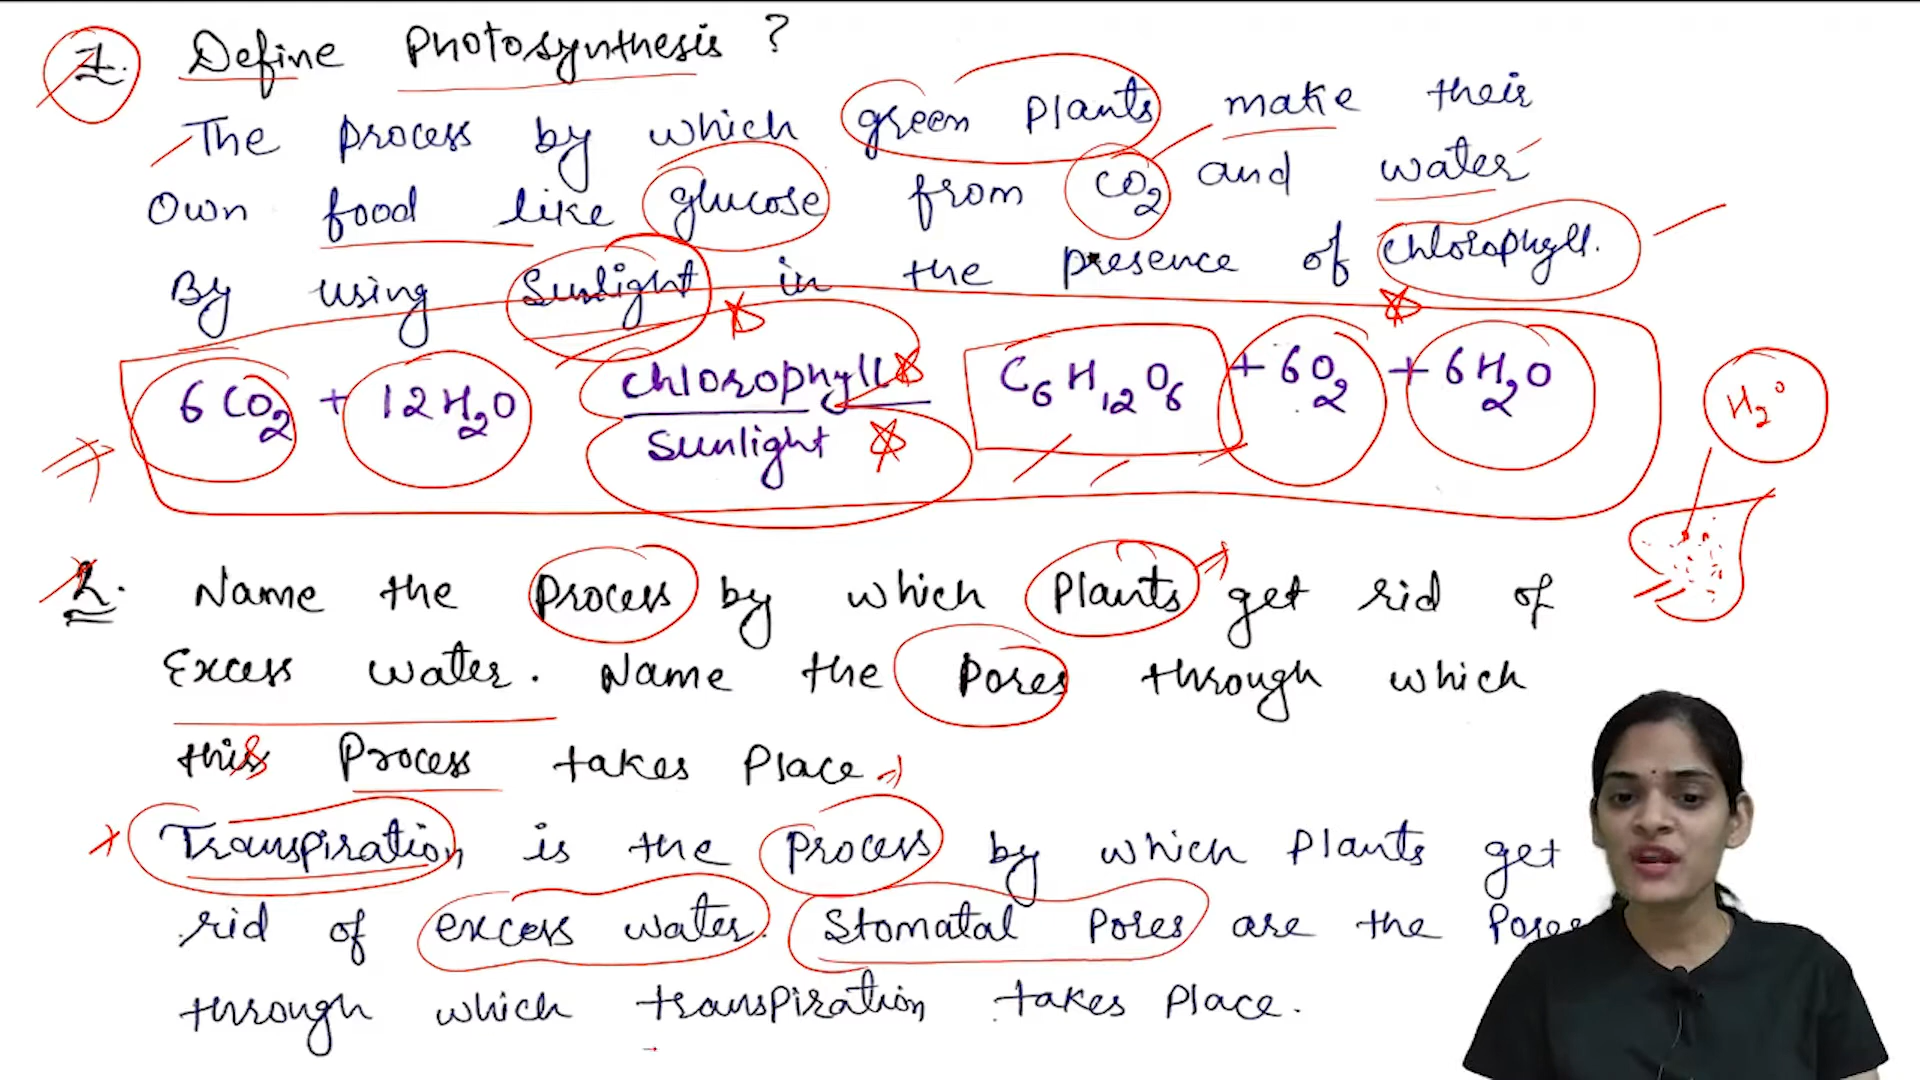 1. Define Photosynthesis ?
The Process by which green Plants make their
Own food like glucose from CO2 and water
By using Sunlight in the presence of chlorophyll.
6CO2 + 12H2O chlorophyll C6H12O6 + 6O2 + 6H2O
Sunlight
H2O
2. Name the Process by which Plants get rid of
Excess water. Name the Pores through which
this Process takes Place
Transpiration is the Process by which Plants get
rid of excess water. Stomatal Pores are the Pores
through which transpiration takes Place.